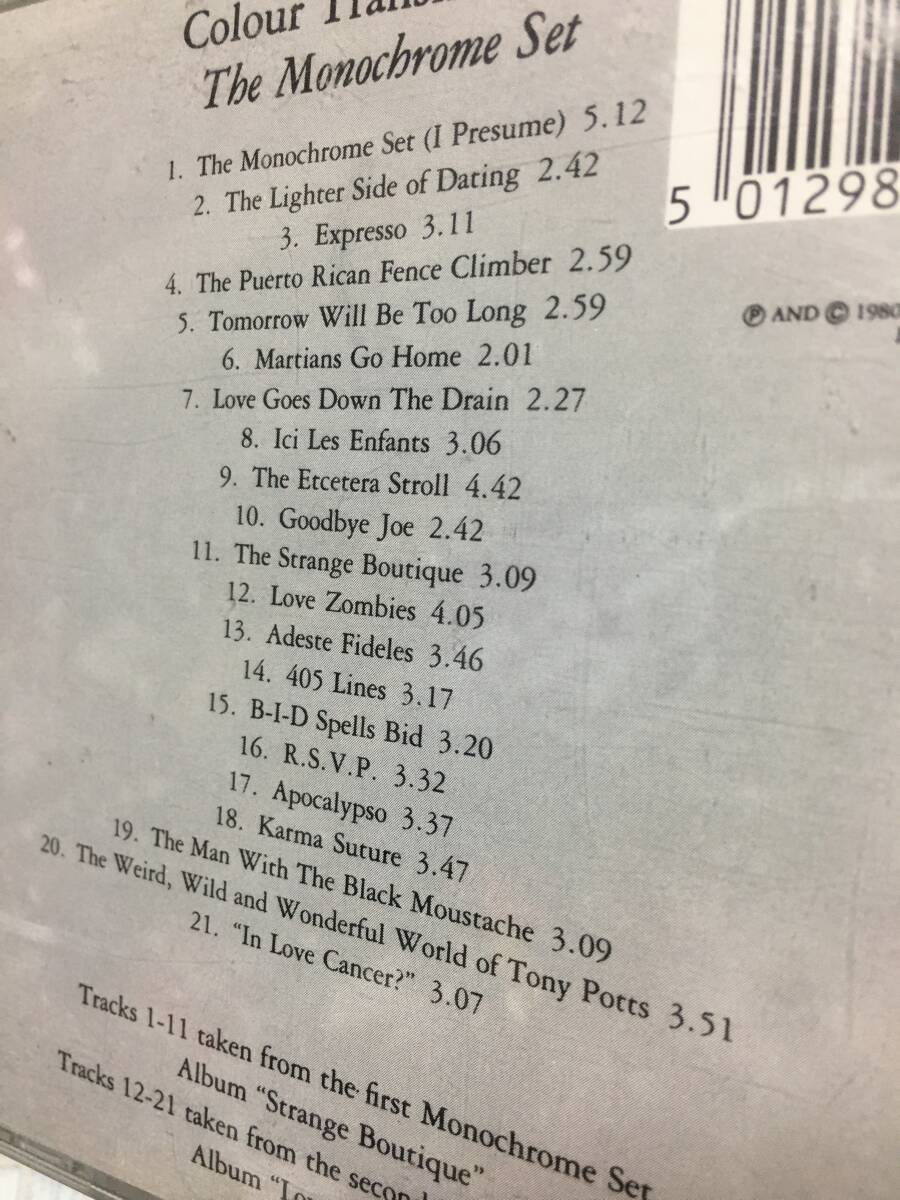 Colour
The Monochrome Set
1. The Monochrome Set (I Presume) 5.12
2. The Lighter Side of Dating 2.42
3. Expresso 3.11
4. The Puerto Rican Fence Climber 2.59
5. Tomorrow Will Be Too Long 2.59
6. Martians Go Home 2.01
7. Love Goes Down The Drain 2.27
8. Ici Les Enfants 3.06
9. The Etcetera Stroll 4.42
10. Goodbye Joe 2.42
11. The Strange Boutique 3.09
12. Love Zombies 4.05
13. Adeste Fideles 3.46
14. 405 Lines 3.17
15. B-I-D Spells Bid 3.20
16. R.S.V.P. 3.32
17. Apocalypso 3.37
18. Karma Suture 3.47
19. The Man With The Black Moustache 3.09
20. The Weird, Wild and Wonderful World of Tony Potts 3.51
21. "In Love Cancer?" 3.07
Tracks 1-11 taken from the first Monochrome Set
Album "Strange Boutique"
Tracks 12-21 taken from the
Album
5 01298
℗ AND © 1980